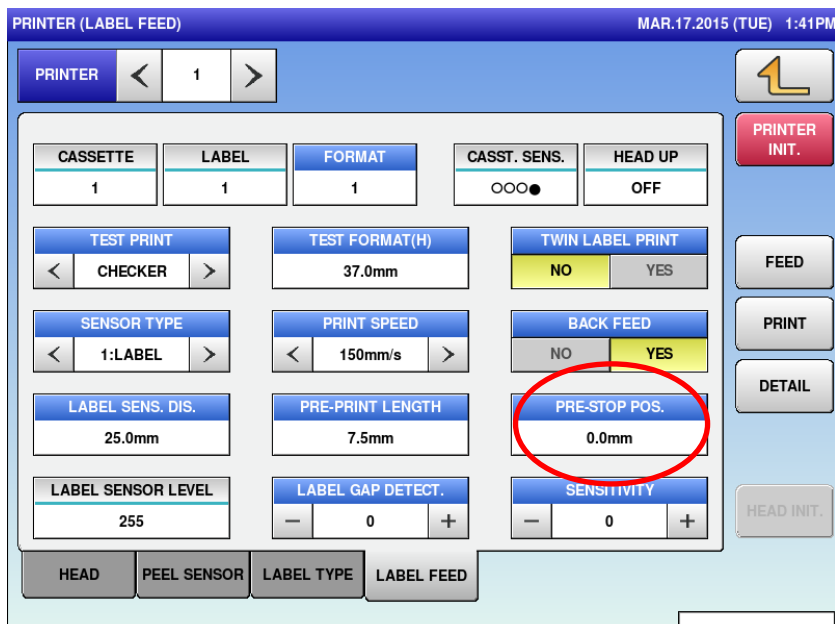 PRINTER (LABEL FEED) MAR.17.2015 (TUE) 1:41PM
PRINTER < 1 >
PRINTER INIT.
CASSETTE LABEL FORMAT CASST. SENS. HEAD UP
1 1 1 OFF
TEST PRINT TEST FORMAT(H) TWIN LABEL PRINT
< CHECKER > 37.0mm NO YES
FEED
SENSOR TYPE PRINT SPEED BACK FEED
< 1:LABEL > < 150mm/s > NO YES
PRINT
DETAIL
LABEL SENS. DIS. PRE-PRINT LENGTH PRE-STOP POS.
25.0mm 7.5mm 0.0mm
LABEL SENSOR LEVEL LABEL GAP DETECT. SENSITIVITY
255 − 0 + − 0 +
HEAD INIT.
HEAD PEEL SENSOR LABEL TYPE LABEL FEED